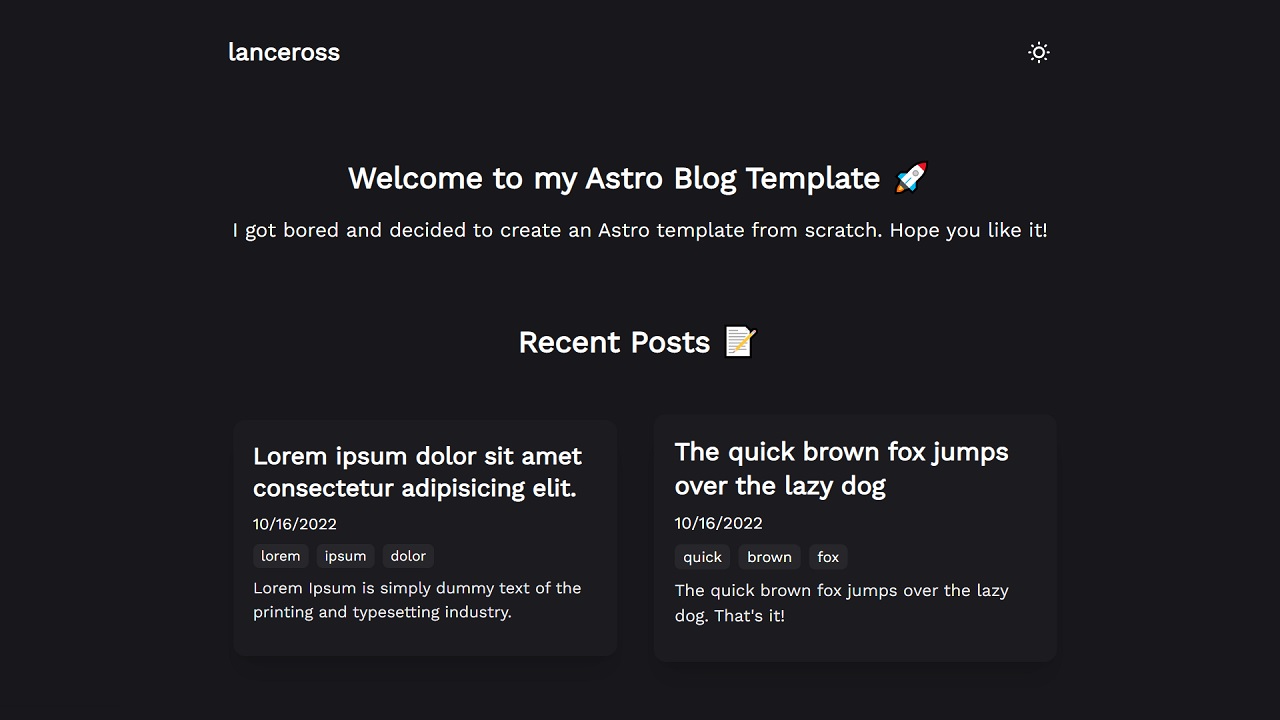 lanceross
Welcome to my Astro Blog Template 🚀
I got bored and decided to create an Astro template from scratch. Hope you like it!
Recent Posts 📝
Lorem ipsum dolor sit amet
consectetur adipisicing elit.
10/16/2022
lorem ipsum dolor
Lorem Ipsum is simply dummy text of the
printing and typesetting industry.
The quick brown fox jumps
over the lazy dog
10/16/2022
quick brown fox
The quick brown fox jumps over the lazy
dog. That's it!